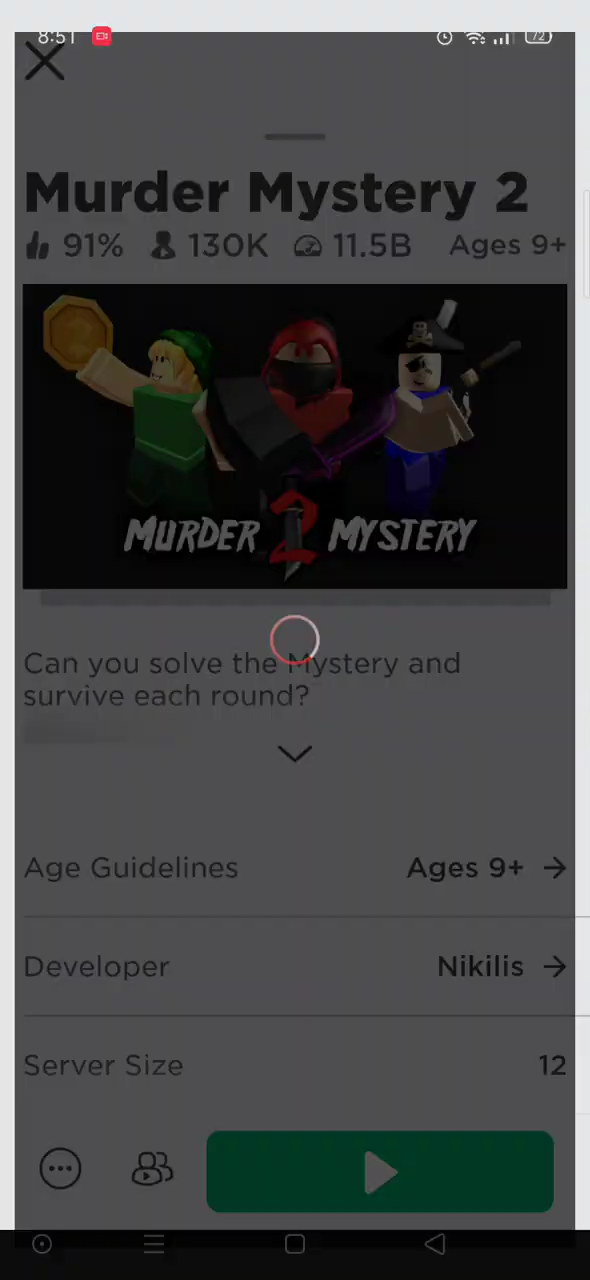 8:51
72
Murder Mystery 2
91% 130K 11.5B Ages 9+
MURDER 2 MYSTERY
Can you solve the Mystery and
survive each round?
Age Guidelines Ages 9+
Developer Nikilis
Server Size 12